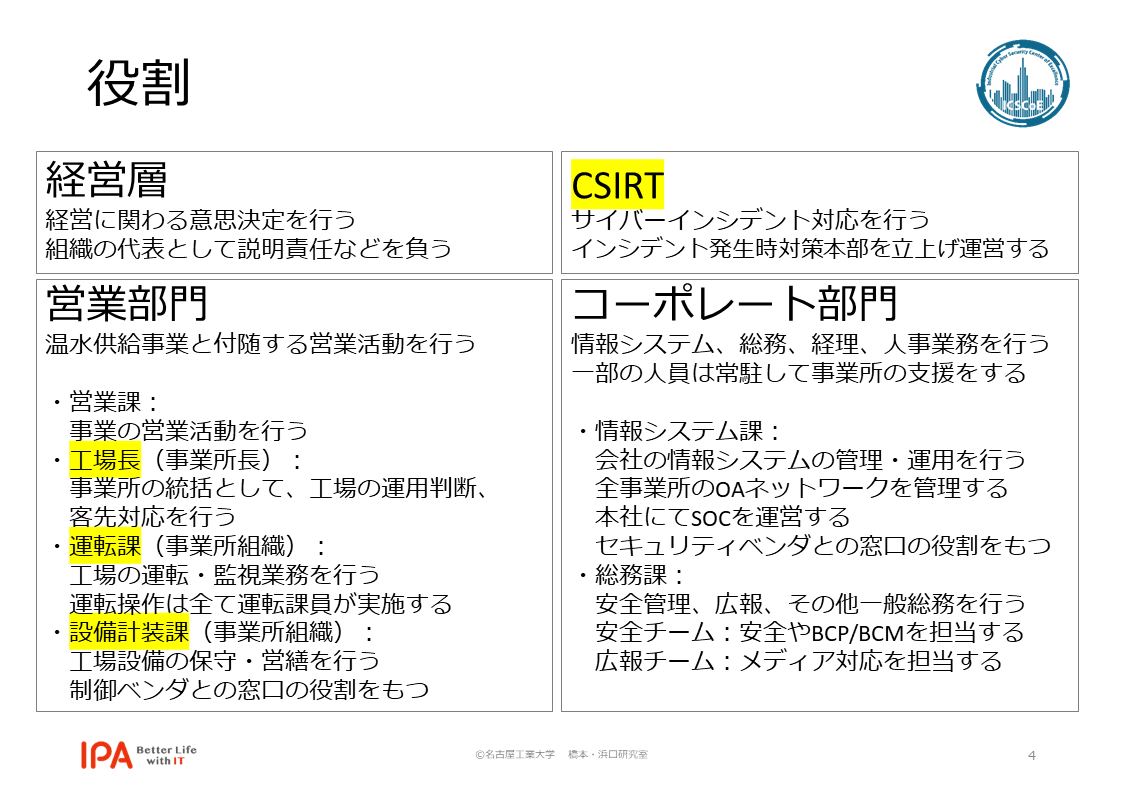 役割
Industrial Cyber Security Center of Excellence
ICSCoE
経営層
経営に関わる意思決定を行う
組織の代表として説明責任などを負う
CSIRT
サイバーインシデント対応を行う
インシデント発生時対策本部を立上げ運営する
営業部門
温水供給事業と付随する営業活動を行う
・営業課：
事業の営業活動を行う
・工場長（事業所長）：
事業所の統括として、工場の運用判断、
客先対応を行う
・運転課（事業所組織）：
工場の運転・監視業務を行う
運転操作は全て運転課員が実施する
・設備計装課（事業所組織）：
工場設備の保守・営繕を行う
制御ベンダとの窓口の役割をもつ
コーポレート部門
情報システム、総務、経理、人事業務を行う
一部の人員は常駐して事業所の支援をする
・情報システム課：
会社の情報システムの管理・運用を行う
全事業所のOAネットワークを管理する
本社にてSOCを運営する
セキュリティベンダとの窓口の役割をもつ
・総務課：
安全管理、広報、その他一般総務を行う
安全チーム：安全やBCP/BCMを担当する
広報チーム：メディア対応を担当する
IPA Better Life
with IT
©名古屋工業大学　橋本・浜口研究室
4